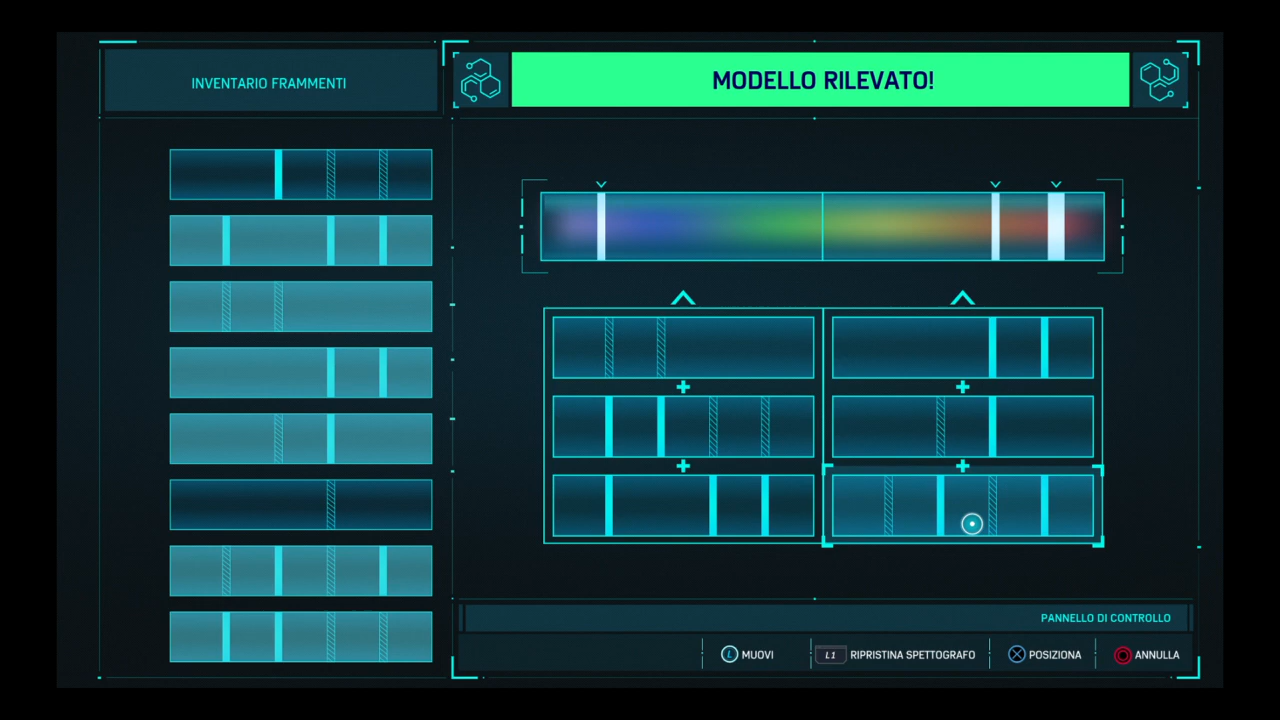 INVENTARIO FRAMMENTI
MODELLO RILEVATO!
PANNELLO DI CONTROLLO
L MUOVI
L1 RIPRISTINA SPETTOGRAFO
POSIZIONA
ANNULLA